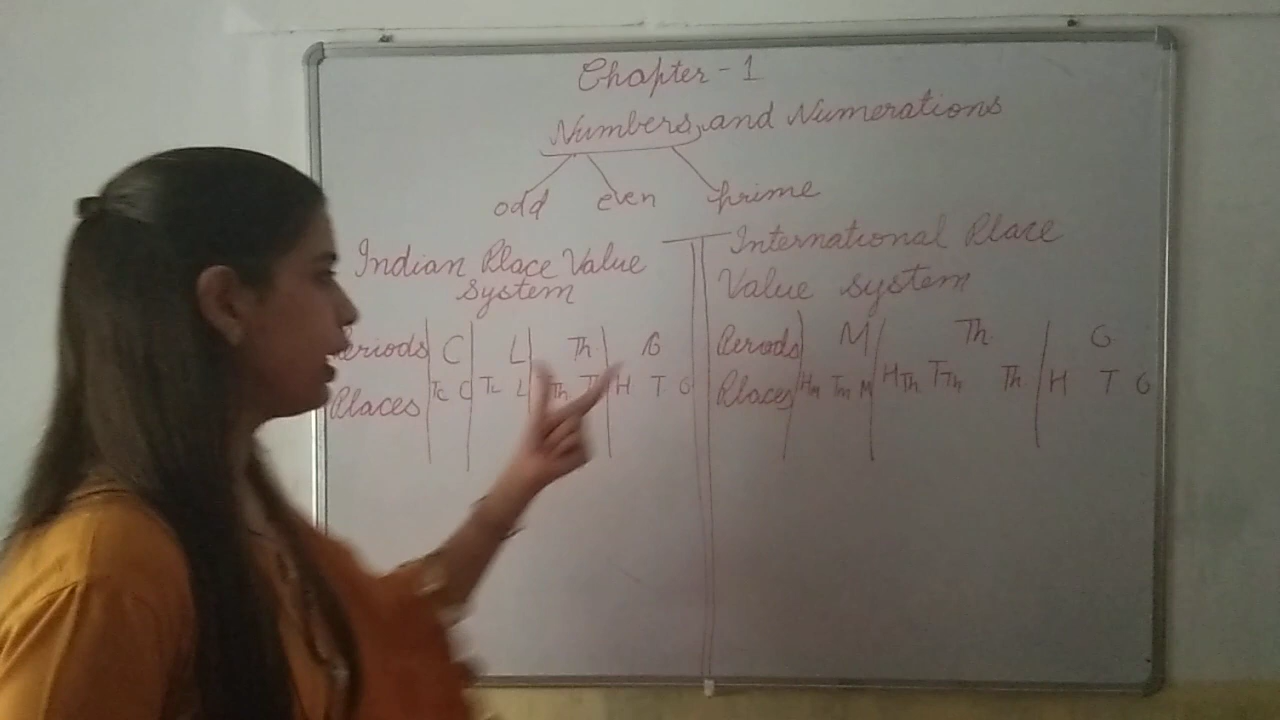 Chapter - 1
Numbers and Numerations
odd even prime
Indian Place Value
System
Periods C L Th G
Places Tc C TL L Th H T O
International Place
Value system
Periods M Th G
Places Hm Tm M HTh TTh Th H T O